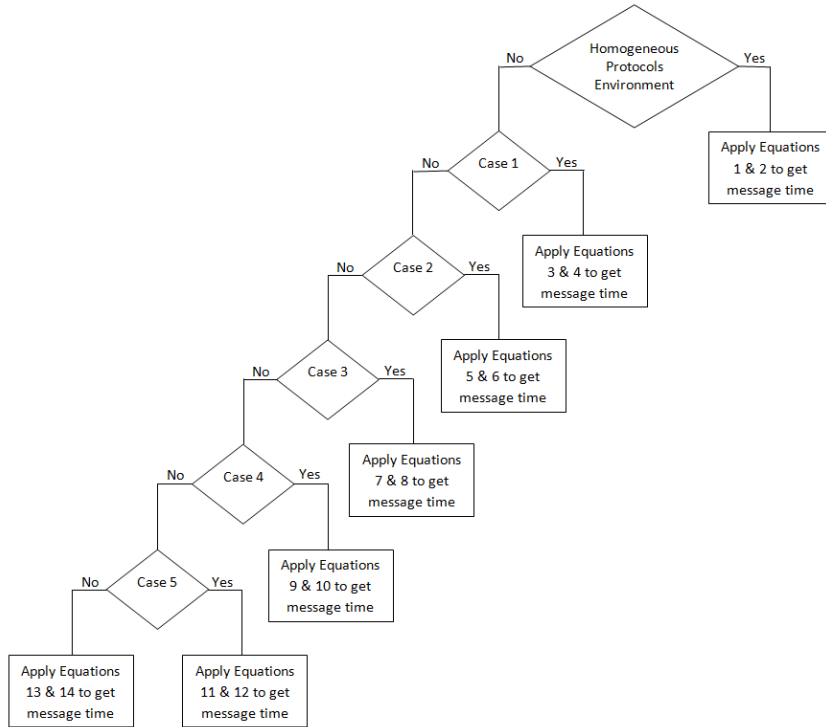 Homogeneous
Protocols
Environment
No
Yes
Apply Equations
1 & 2 to get
message time
Case 1
No
Yes
Apply Equations
3 & 4 to get
message time
Case 2
No
Yes
Apply Equations
5 & 6 to get
message time
Case 3
No
Yes
Apply Equations
7 & 8 to get
message time
Case 4
No
Yes
Apply Equations
9 & 10 to get
message time
Case 5
No
Yes
Apply Equations
13 & 14 to get
message time
Apply Equations
11 & 12 to get
message time